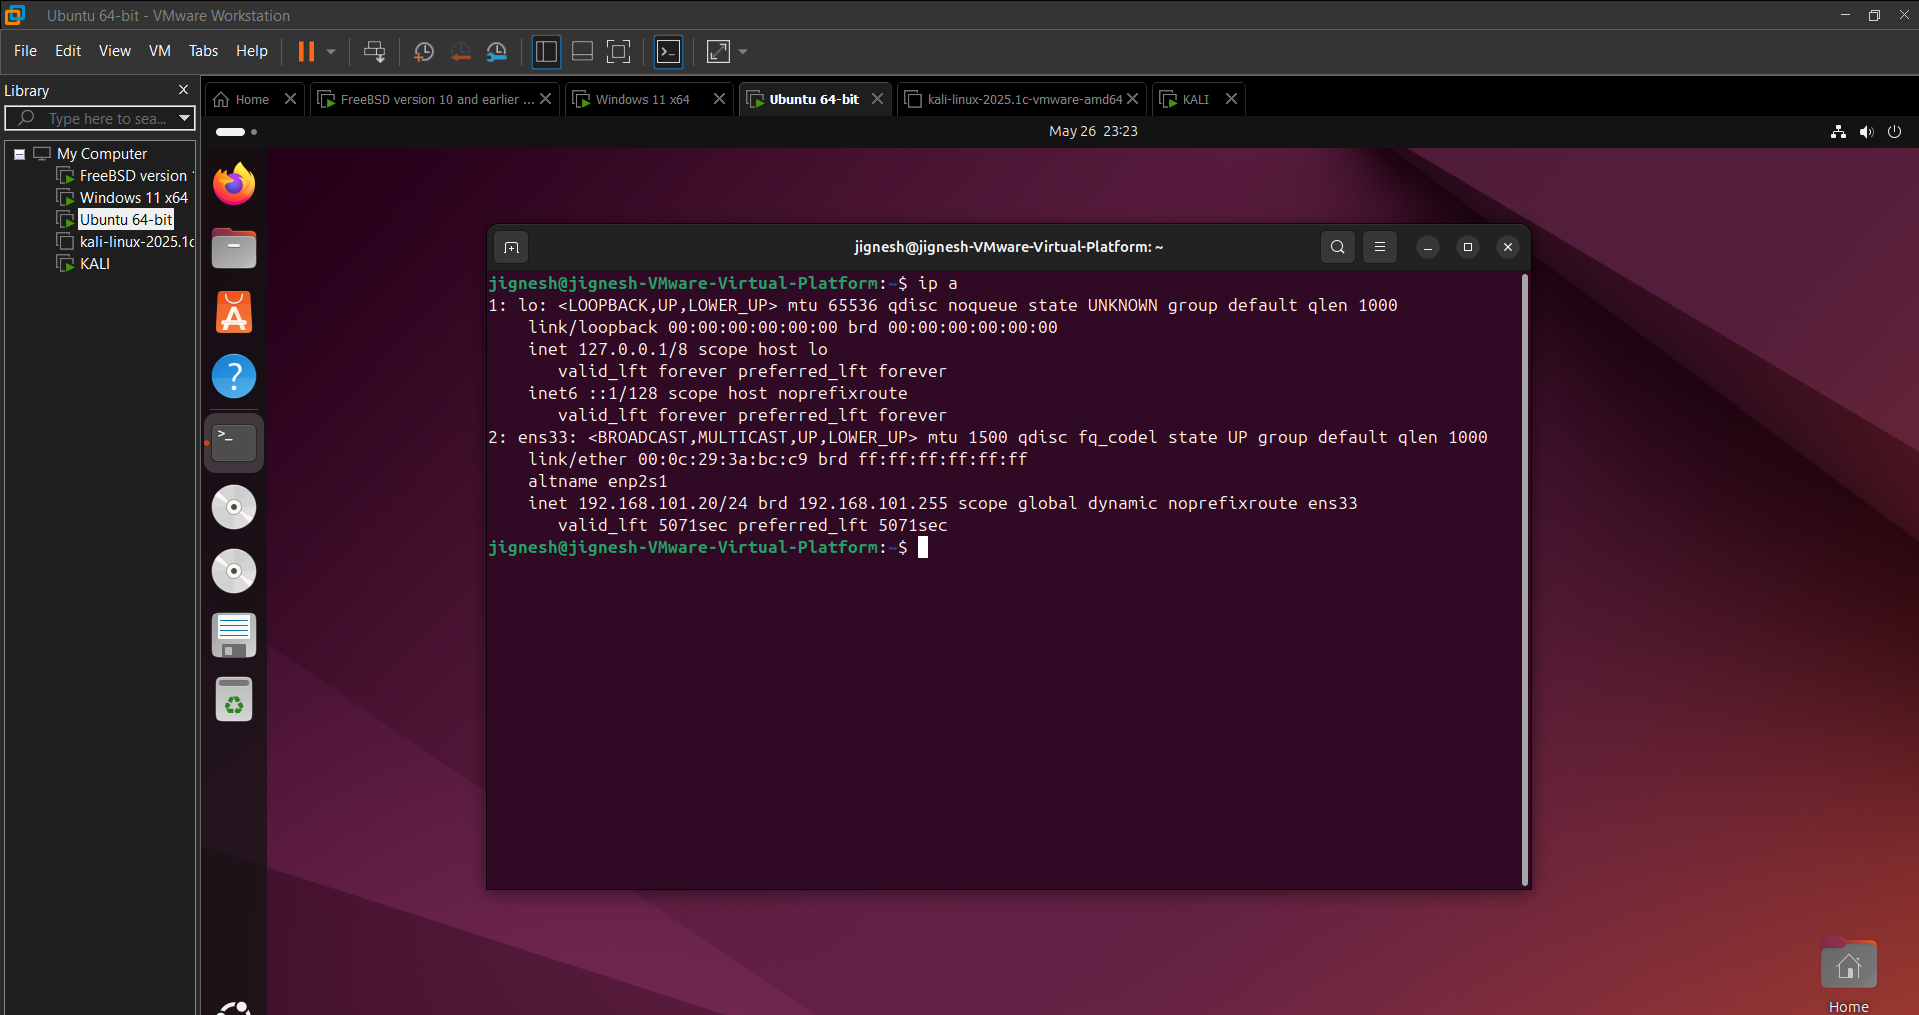 Ubuntu 64-bit - VMware Workstation
File Edit View VM Tabs Help
Library
Type here to sea...
My Computer
FreeBSD version
Windows 11 x64
Ubuntu 64-bit
kali-linux-2025.1c
KALI
Home
FreeBSD version 10 and earlier ...
Windows 11 x64
Ubuntu 64-bit
kali-linux-2025.1c-vmware-amd64
KALI
May 26 23:23
jignesh@jignesh-VMware-Virtual-Platform: ~
jignesh@jignesh-VMware-Virtual-Platform:~$ ip a
1: lo: <LOOPBACK,UP,LOWER_UP> mtu 65536 qdisc noqueue state UNKNOWN group default qlen 1000
    link/loopback 00:00:00:00:00:00 brd 00:00:00:00:00:00
    inet 127.0.0.1/8 scope host lo
       valid_lft forever preferred_lft forever
    inet6 ::1/128 scope host noprefixroute
       valid_lft forever preferred_lft forever
2: ens33: <BROADCAST,MULTICAST,UP,LOWER_UP> mtu 1500 qdisc fq_codel state UP group default qlen 1000
    link/ether 00:0c:29:3a:bc:c9 brd ff:ff:ff:ff:ff:ff
    altname enp2s1
    inet 192.168.101.20/24 brd 192.168.101.255 scope global dynamic noprefixroute ens33
       valid_lft 5071sec preferred_lft 5071sec
jignesh@jignesh-VMware-Virtual-Platform:~$
Home